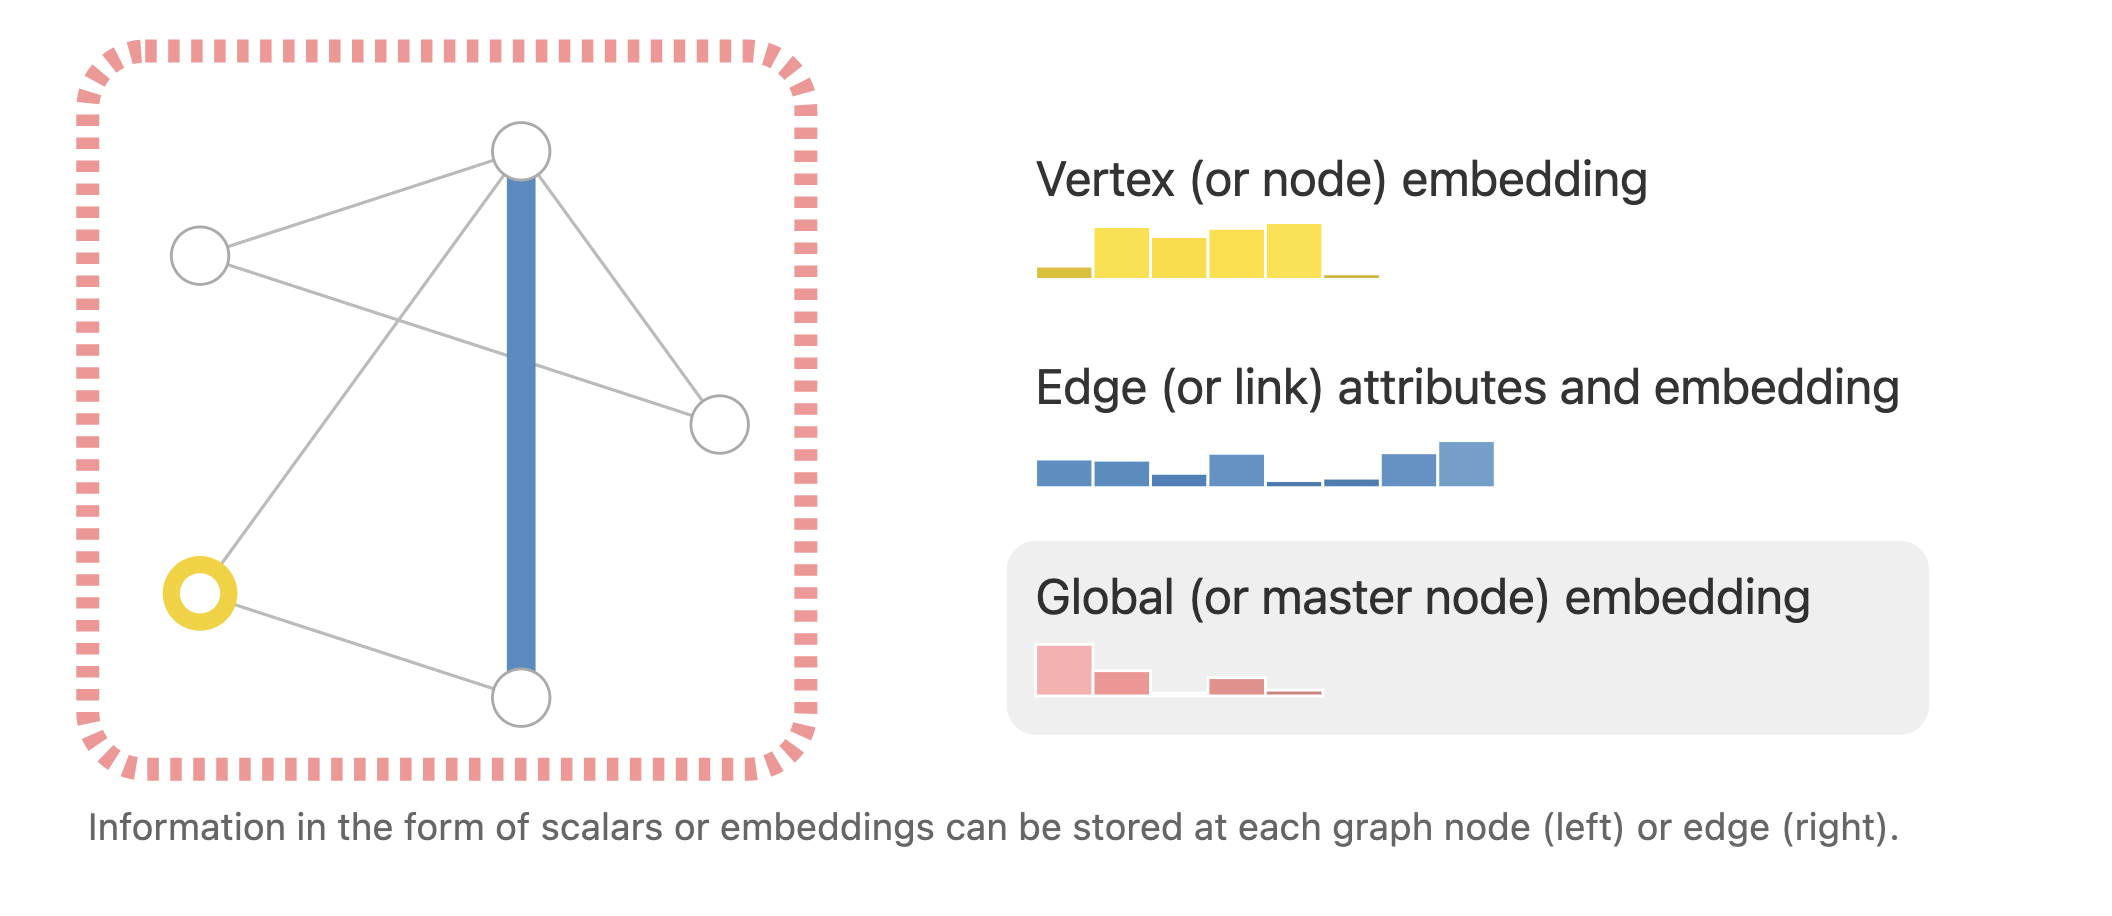 Vertex (or node) embedding
Edge (or link) attributes and embedding
Global (or master node) embedding
Information in the form of scalars or embeddings can be stored at each graph node (left) or edge (right).